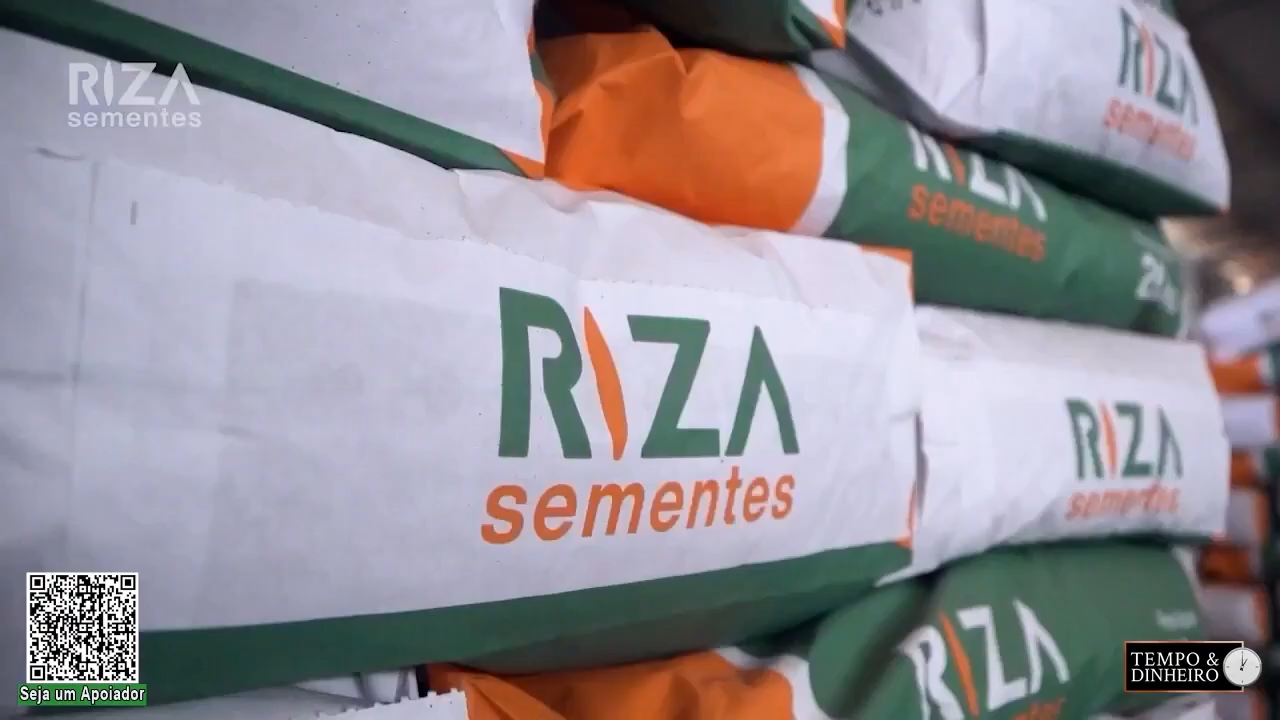 RIZA
sementes
RIZA
sementes
RIZA
sementes
RIZA
sementes
RIZA
sementes
RIZA
Seja um Apoiador
TEMPO &
DINHEIRO